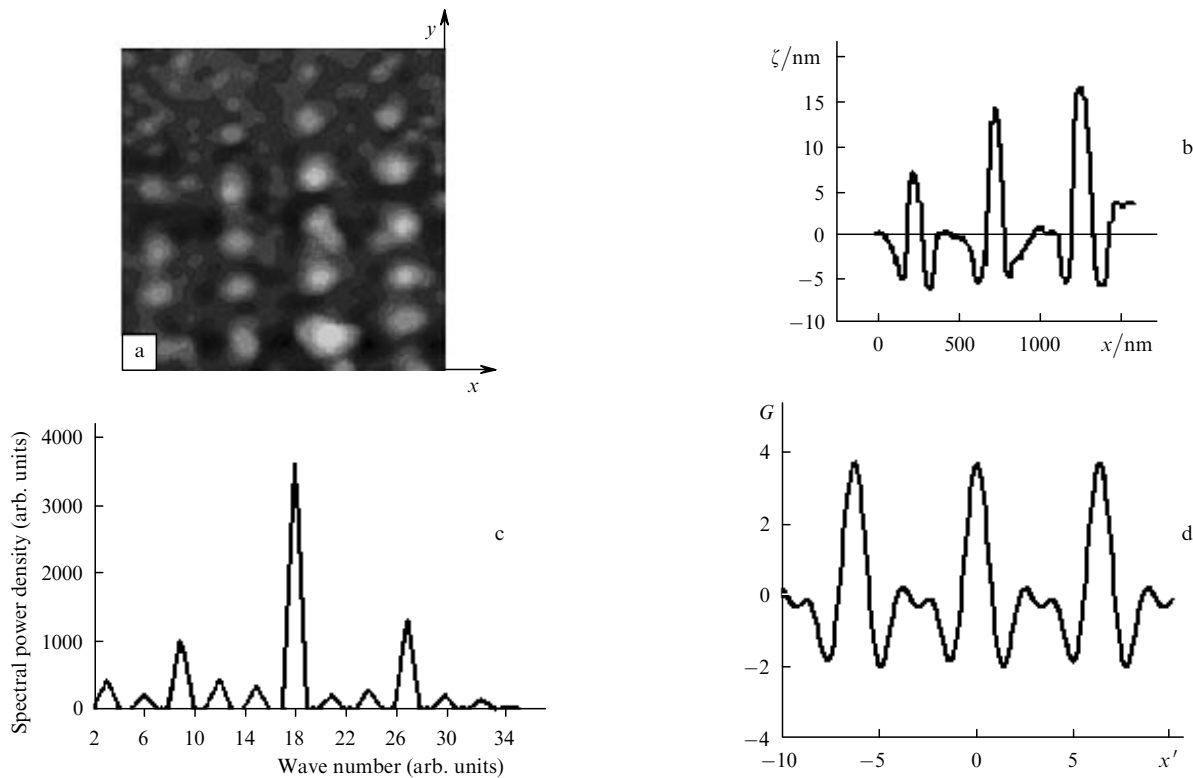 y
a
x
ζ/nm
15
10
5
0
−5
−10
0 500 1000 x/nm
b
Spectral power density (arb. units)
4000
3000
2000
1000
0
2 6 10 14 18 22 26 30 34
Wave number (arb. units)
c
G
4
2
0
−2
−4
−10 −5 0 5 x′
d